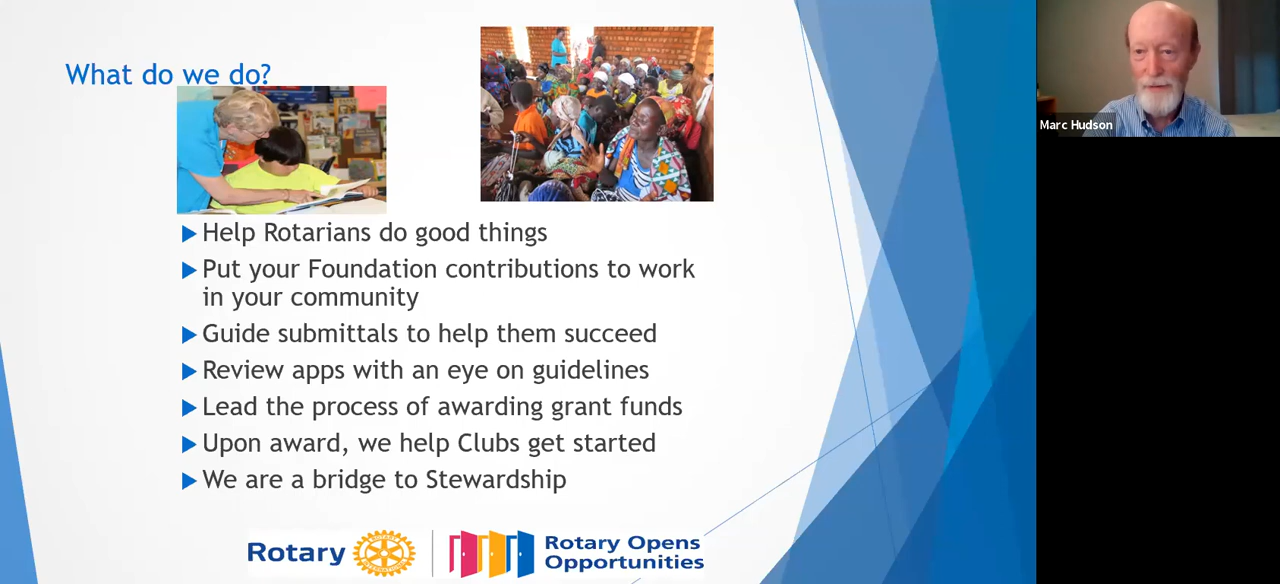 What do we do?
Marc Hudson
Help Rotarians do good things
Put your Foundation contributions to work
in your community
Guide submittals to help them succeed
Review apps with an eye on guidelines
Lead the process of awarding grant funds
Upon award, we help Clubs get started
We are a bridge to Stewardship
Rotary
Rotary Opens
Opportunities